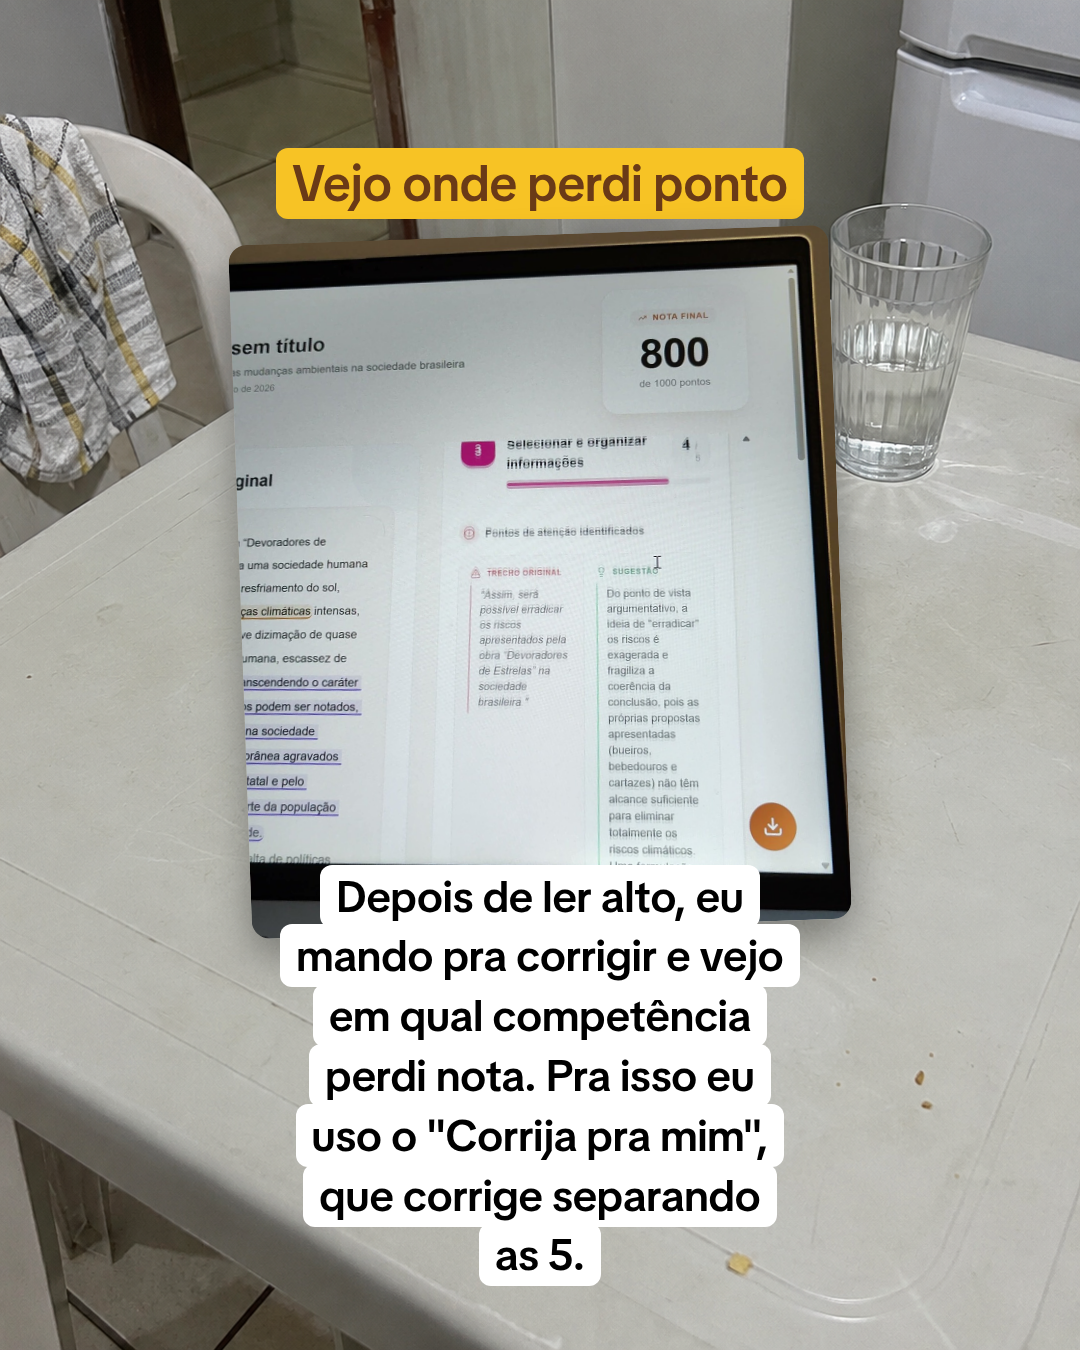 Vejo onde perdi ponto
sem título
as mudanças ambientais na sociedade brasileira
o de 2026
NOTA FINAL
800
de 1000 pontos
ginal
"Devoradores de
a uma sociedade humana
resfriamento do sol,
ças climáticas intensas,
ve dizimação de quase
umana, escassez de
anscendendo o caráter
os podem ser notados,
na sociedade
orânea agravados
tatal e pelo
rte da população
de.
alta de políticas
3
Selecionar e organizar
informações
4
Pontos de atenção identificados
TRECHO ORIGINAL
"Assim, será
possível erradicar
os riscos
apresentados pela
obra "Devoradores
de Estrelas" na
sociedade
brasileira."
SUGESTÃO
Do ponto de vista
argumentativo, a
ideia de "erradicar"
os riscos é
exagerada e
fragiliza a
coerência da
conclusão, pois as
próprias propostas
apresentadas
(bueiros,
bebedouros e
cartazes) não têm
alcance suficiente
para eliminar
totalmente os
riscos climáticos.
Depois de ler alto, eu
mando pra corrigir e vejo
em qual competência
perdi nota. Pra isso eu
uso o "Corrija pra mim",
que corrige separando
as 5.